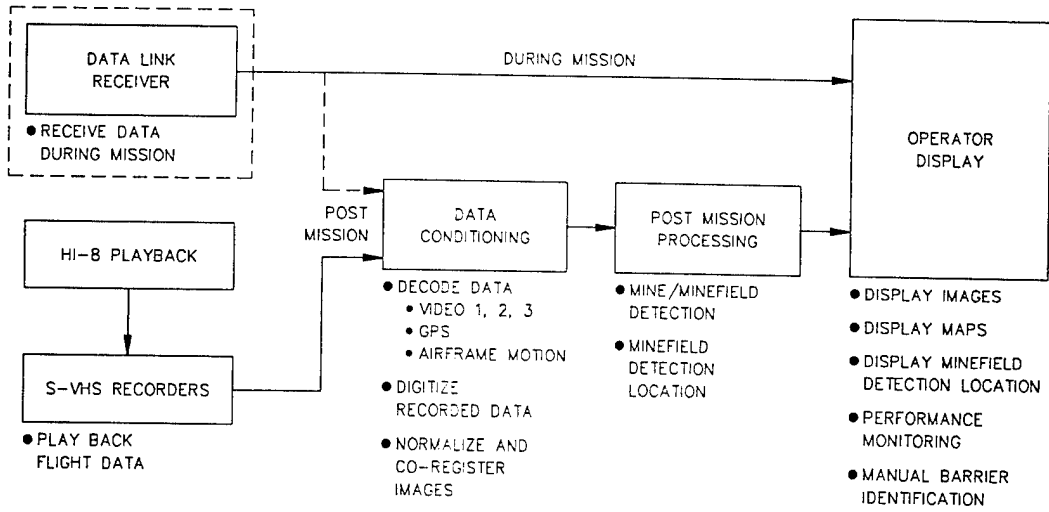 DATA LINK
RECEIVER
● RECEIVE DATA
DURING MISSION
DURING MISSION
OPERATOR
DISPLAY
● DISPLAY IMAGES
● DISPLAY MAPS
● DISPLAY MINEFIELD
DETECTION LOCATION
● PERFORMANCE
MONITORING
● MANUAL BARRIER
IDENTIFICATION
POST
MISSION
HI-8 PLAYBACK
S-VHS RECORDERS
● PLAY BACK
FLIGHT DATA
DATA
CONDITIONING
● DECODE DATA
• VIDEO 1, 2, 3
• GPS
• AIRFRAME MOTION
● DIGITIZE
RECORDED DATA
● NORMALIZE AND
CO-REGISTER
IMAGES
POST MISSION
PROCESSING
● MINE/MINEFIELD
DETECTION
● MINEFIELD
DETECTION
LOCATION